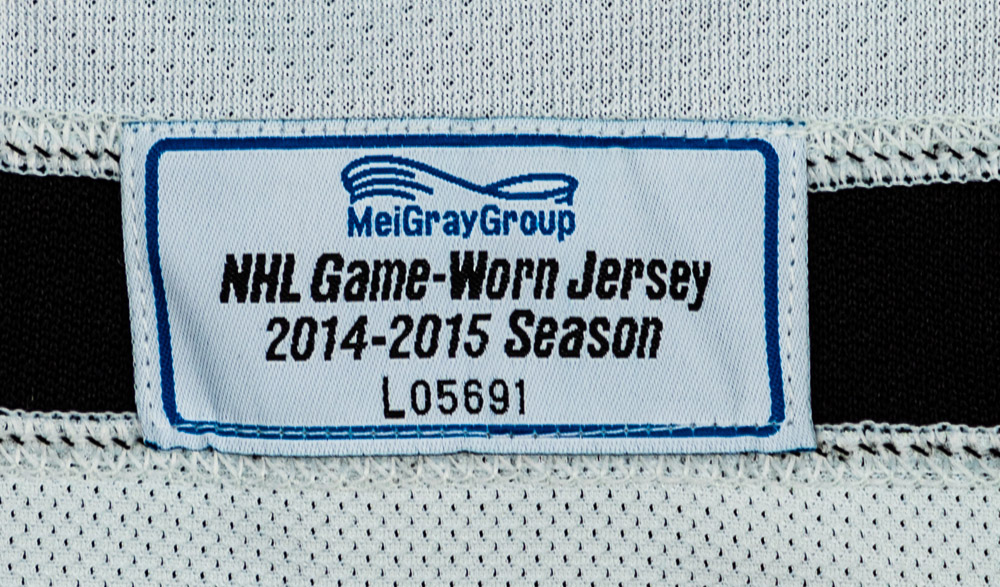 MeiGrayGroup
NHL Game-Worn Jersey
2014-2015 Season
L05691